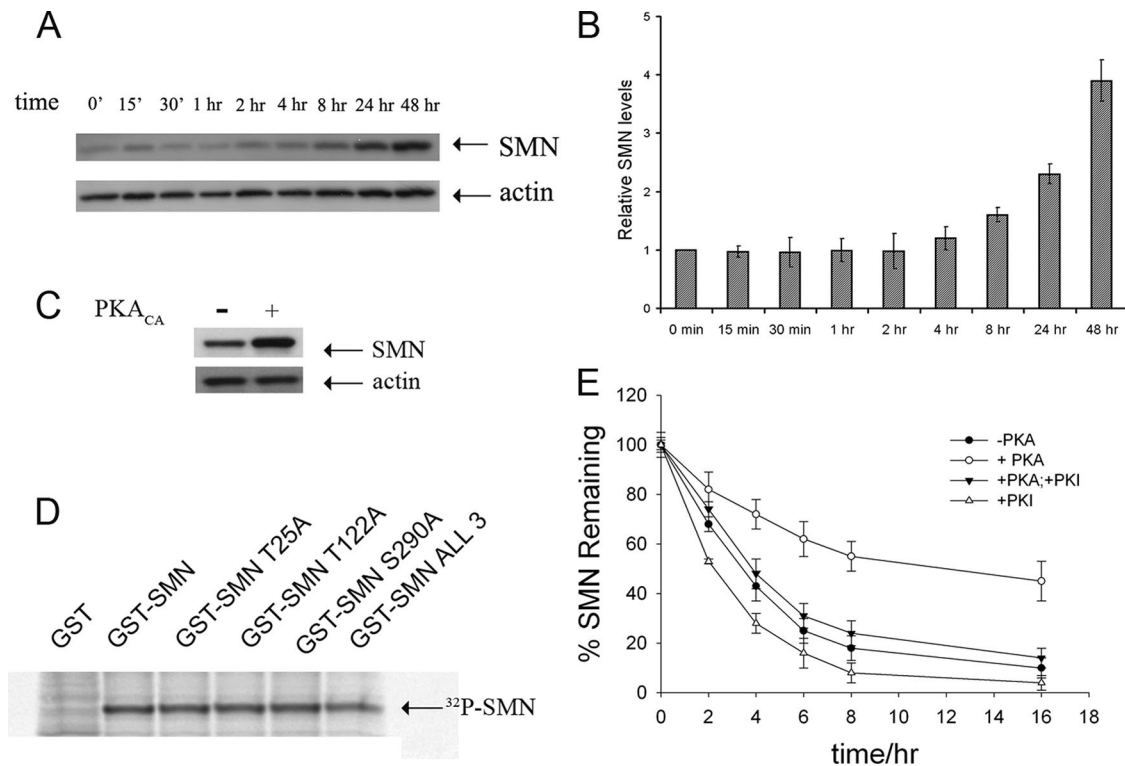 A
time 0' 15' 30' 1 hr 2 hr 4 hr 8 hr 24 hr 48 hr
SMN
actin
B
Relative SMN levels
5
4
3
2
1
0
0 min 15 min 30 min 1 hr 2 hr 4 hr 8 hr 24 hr 48 hr
C
PKACA - +
SMN
actin
D
GST
GST-SMN
GST-SMN T25A
GST-SMN T122A
GST-SMN S290A
GST-SMN ALL 3
32P-SMN
E
% SMN Remaining
120
100
80
60
40
20
0
-PKA
+ PKA
+PKA;+PKI
+PKI
0 2 4 6 8 10 12 14 16 18
time/hr